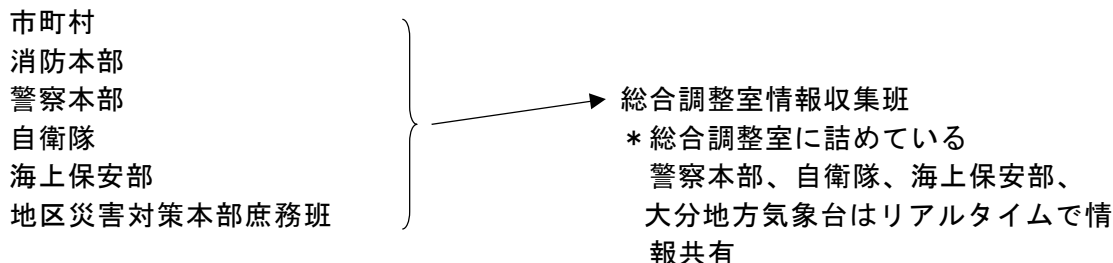 市町村
消防本部
警察本部
自衛隊
海上保安部
地区災害対策本部庶務班
総合調整室情報収集班
＊総合調整室に詰めている
警察本部、自衛隊、海上保安部、
大分地方気象台はリアルタイムで情
報共有